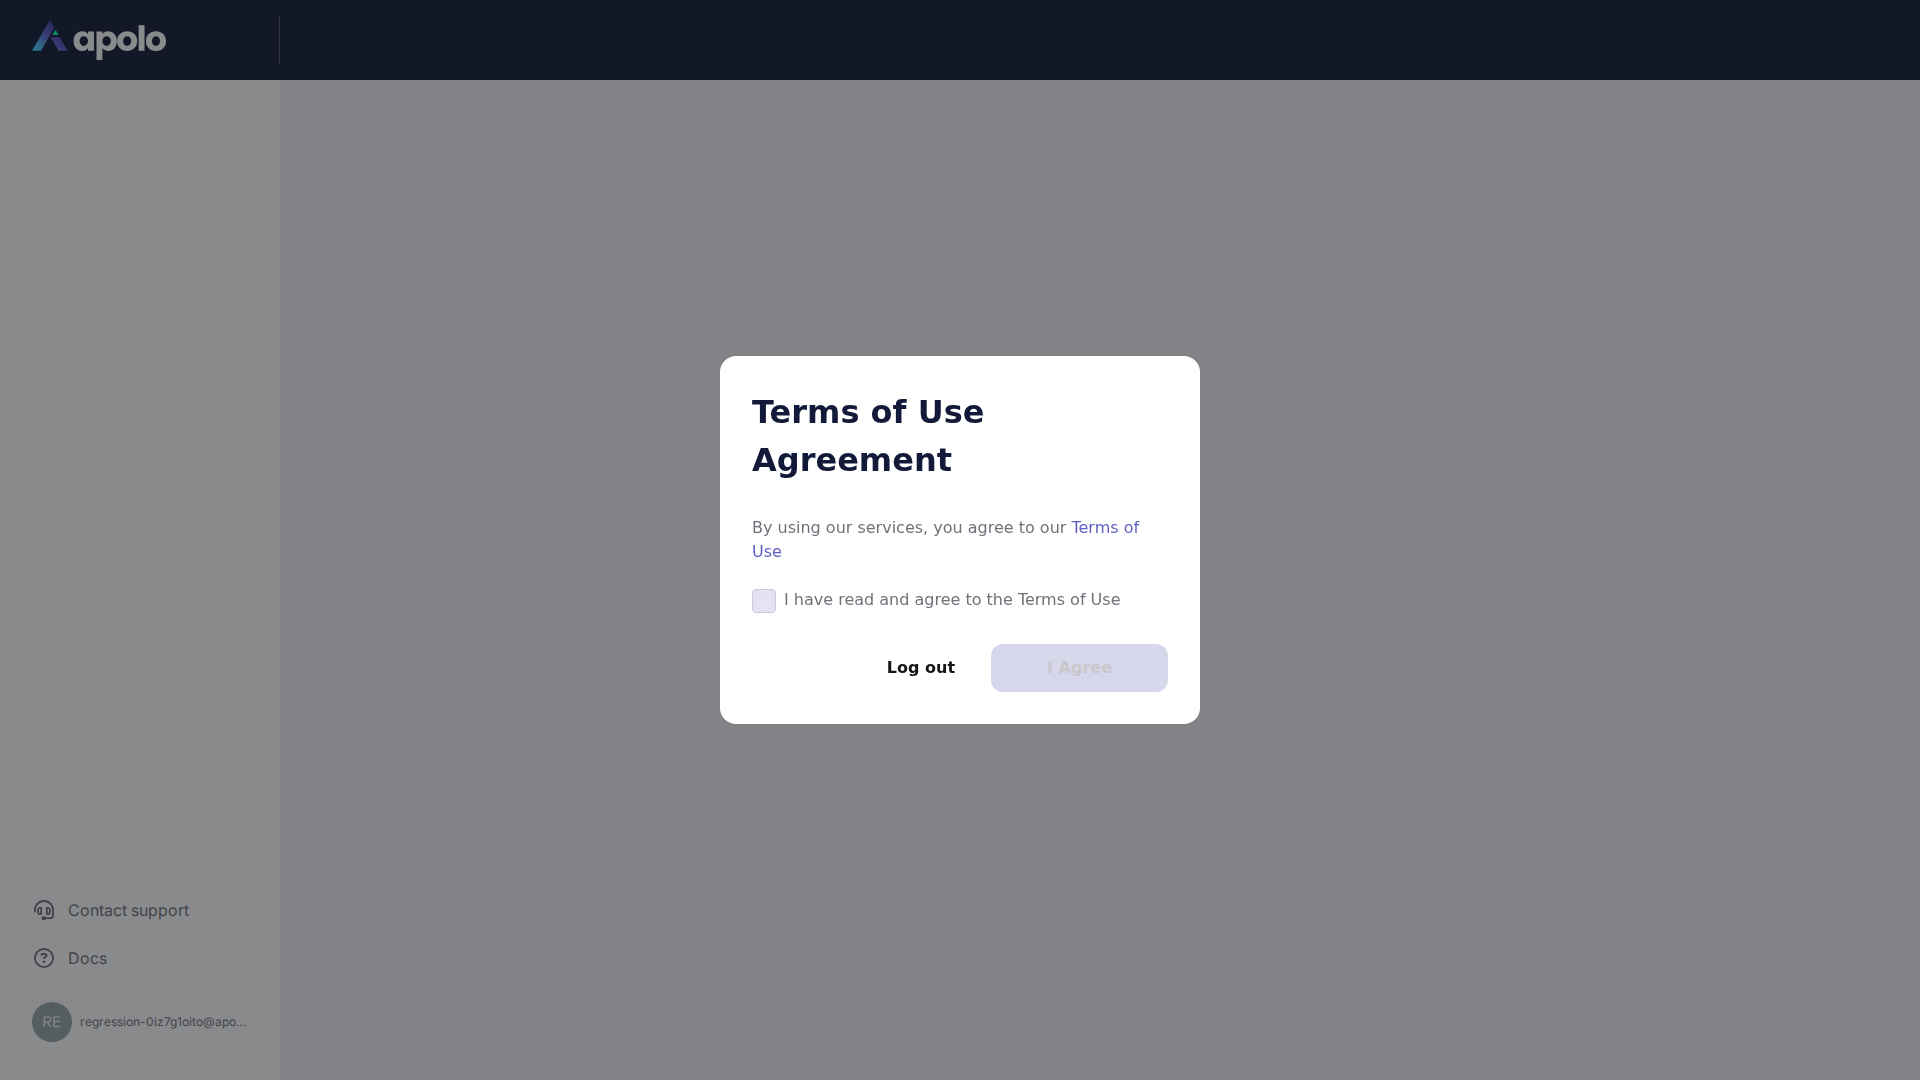 apolo
Terms of Use
Agreement
By using our services, you agree to our Terms of
Use
I have read and agree to the Terms of Use
Log out
I Agree
Contact support
Docs
RE
regression-0iz7g1oito@apo...